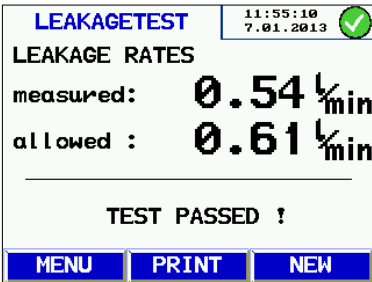 LEAKAGETEST
11:55:10
7.01.2013
LEAKAGE RATES
measured: 0.54 L/min
allowed : 0.61 L/min
TEST PASSED !
MENU PRINT NEW